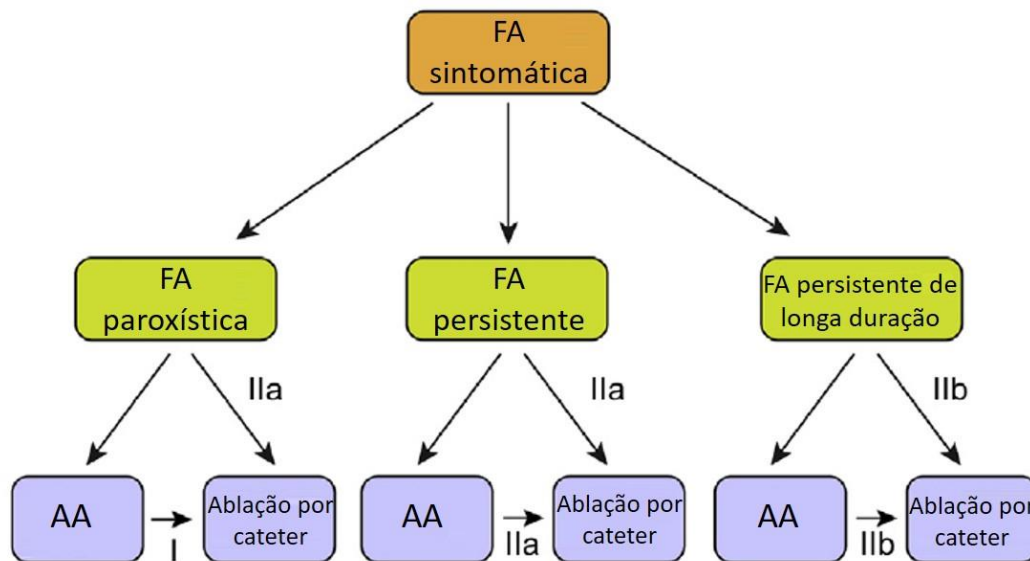 FA
sintomática
FA
paroxística
FA
persistente
FA persistente de
longa duração
IIa
IIa
IIb
AA
Ablação por
cateter
AA
Ablação por
cateter
AA
Ablação por
cateter
I
IIa
IIb